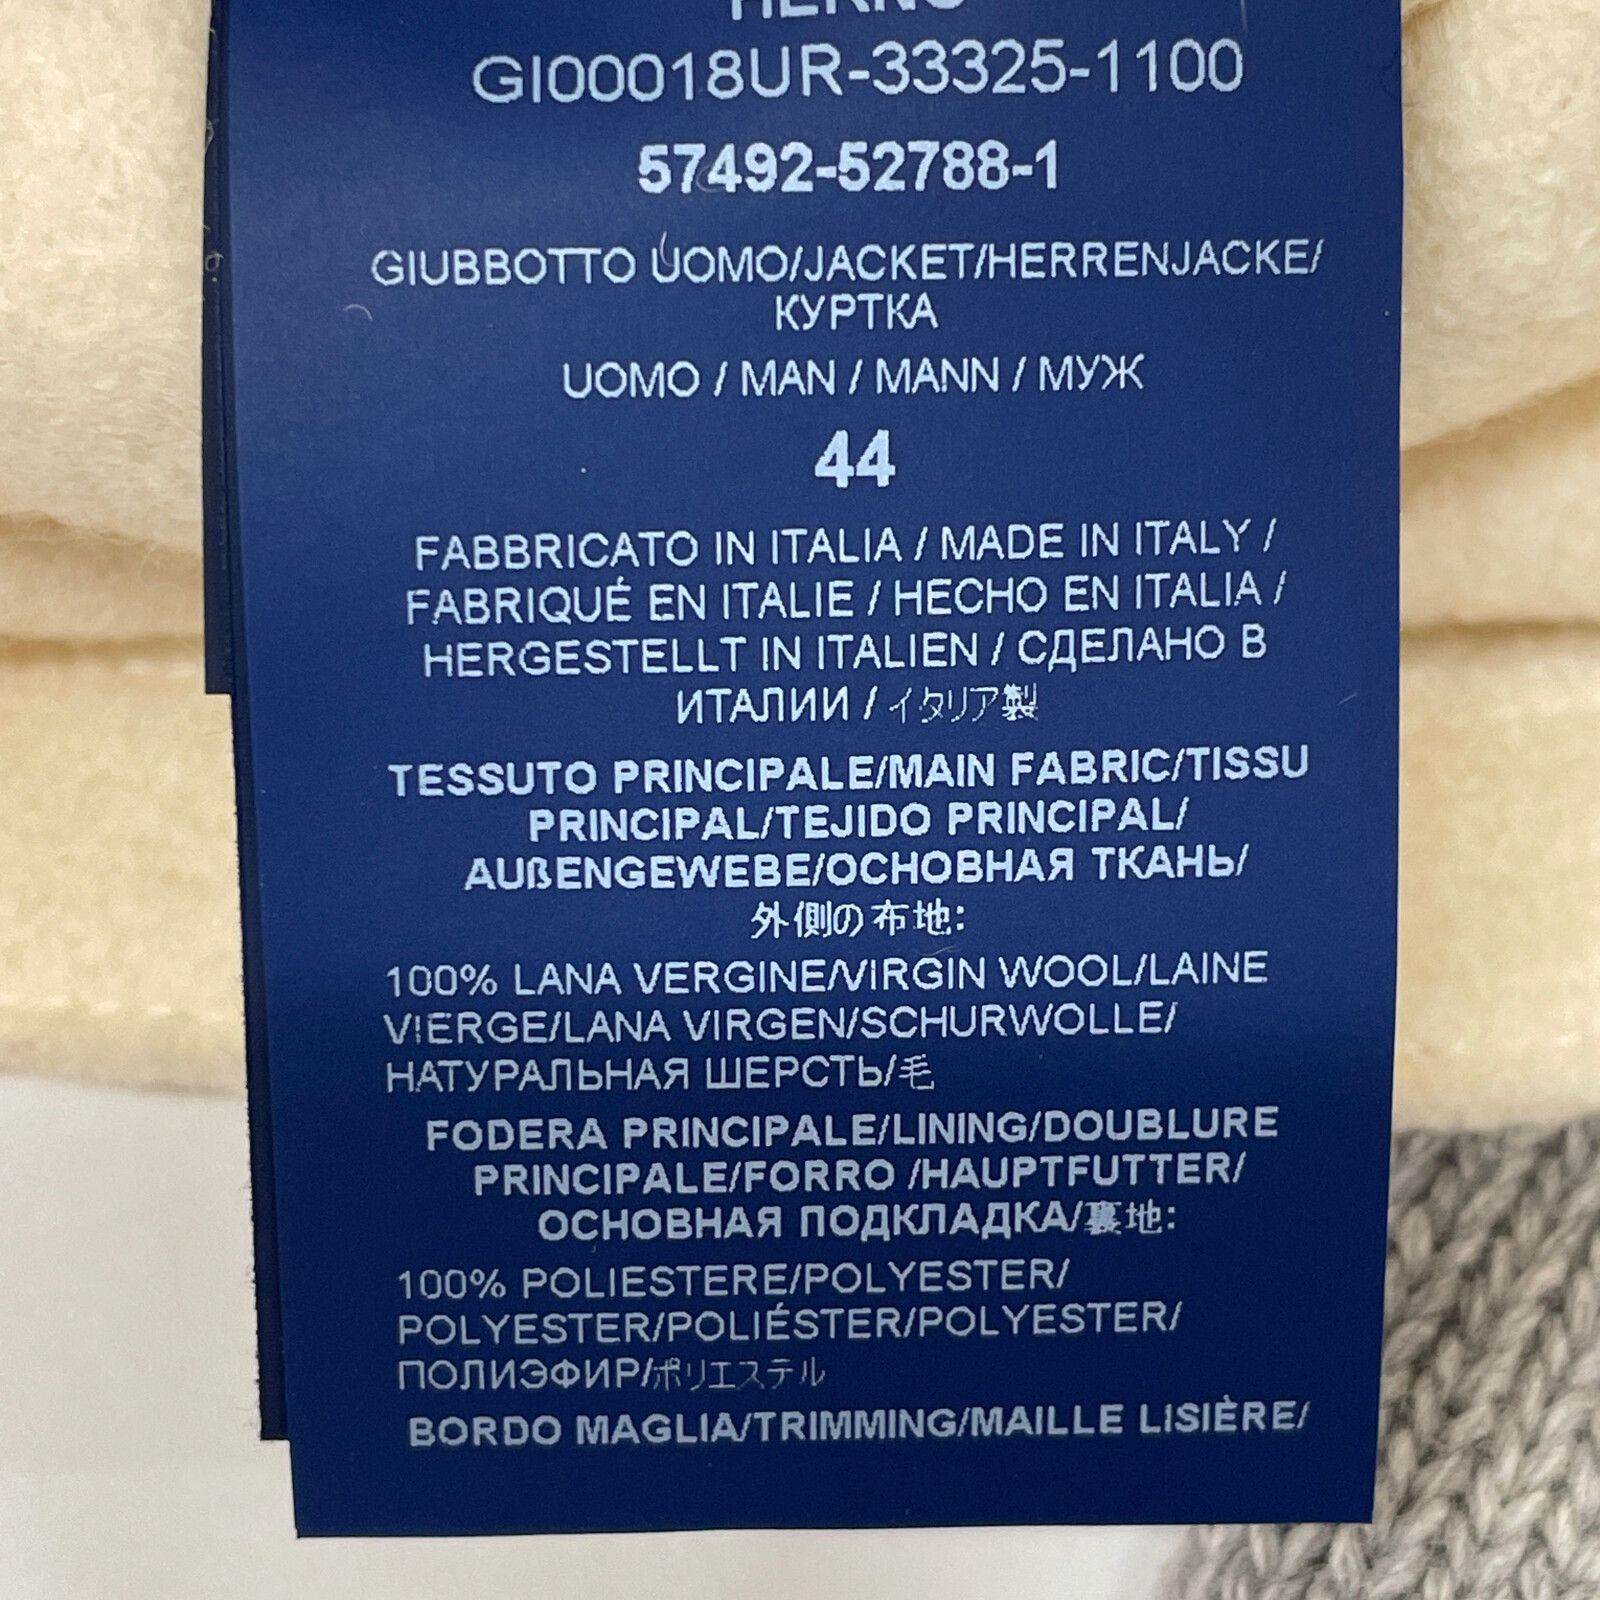 HERNO
GI00018UR-33325-1100
57492-52788-1
GIUBBOTTO UOMO/JACKET/HERRENJACKE/
КУРТКА
UOMO / MAN / MANN / МУЖ
44
FABBRICATO IN ITALIA / MADE IN ITALY /
FABRIQUÉ EN ITALIE / HECHO EN ITALIA /
HERGESTELLT IN ITALIEN / СДЕЛАНО В
ИТАЛИИ / イタリア製
TESSUTO PRINCIPALE/MAIN FABRIC/TISSU
PRINCIPAL/TEJIDO PRINCIPAL/
AUßENGEWEBE/ОСНОВНАЯ ТКАНЬ/
外側の布地:
100% LANA VERGINE/VIRGIN WOOL/LAINE
VIERGE/LANA VIRGEN/SCHURWOLLE/
НАТУРАЛЬНАЯ ШЕРСТЬ/毛
FODERA PRINCIPALE/LINING/DOUBLURE
PRINCIPALE/FORRO /HAUPTFUTTER/
ОСНОВНАЯ ПОДКЛАДКА/裏地:
100% POLIESTERE/POLYESTER/
POLYESTER/POLIÉSTER/POLYESTER/
ПОЛИЭФИР/ポリエステル
BORDO MAGLIA/TRIMMING/MAILLE LISIÈRE/